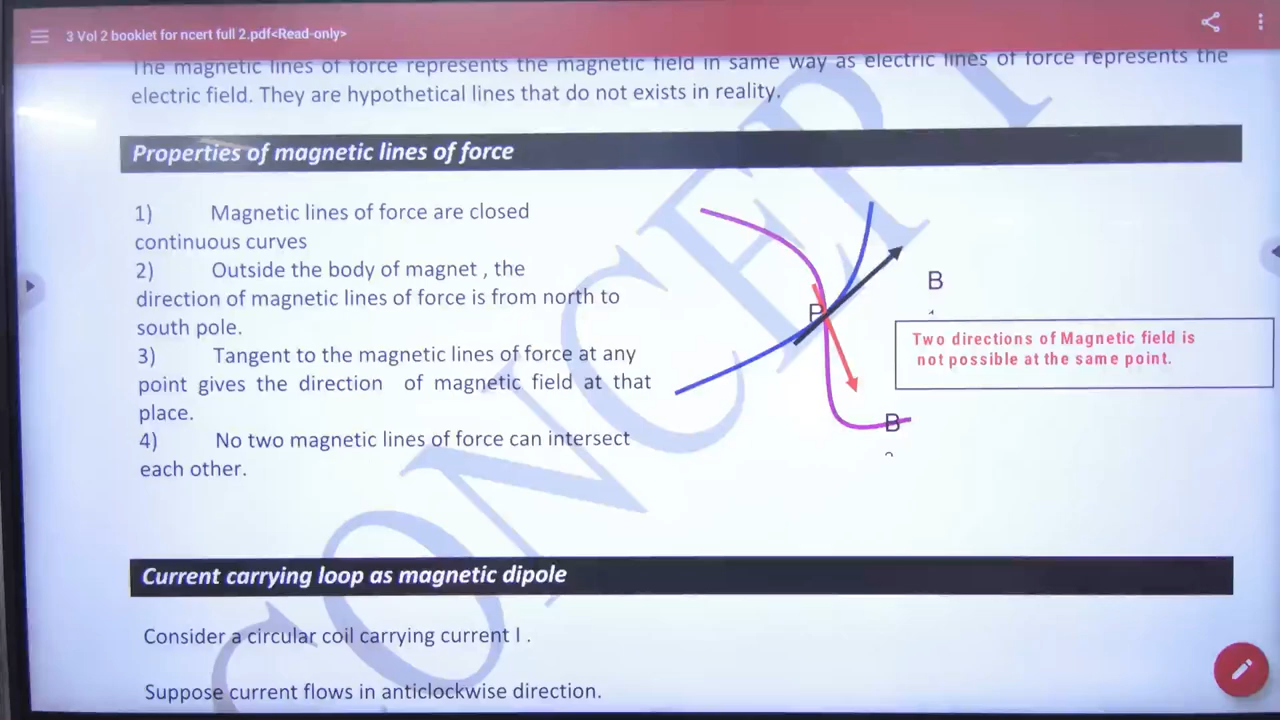 3 Vol 2 booklet for ncert full 2.pdf<Read-only>
The magnetic lines of force represents the magnetic field in same way as electric lines of force represents the
electric field. They are hypothetical lines that do not exists in reality.
Properties of magnetic lines of force
1) Magnetic lines of force are closed
continuous curves
2) Outside the body of magnet , the
direction of magnetic lines of force is from north to
south pole.
3) Tangent to the magnetic lines of force at any
point gives the direction of magnetic field at that
place.
4) No two magnetic lines of force can intersect
each other.
P
B
Two directions of Magnetic field is
not possible at the same point.
B
Current carrying loop as magnetic dipole
Consider a circular coil carrying current I .
Suppose current flows in anticlockwise direction.
CONCEPT